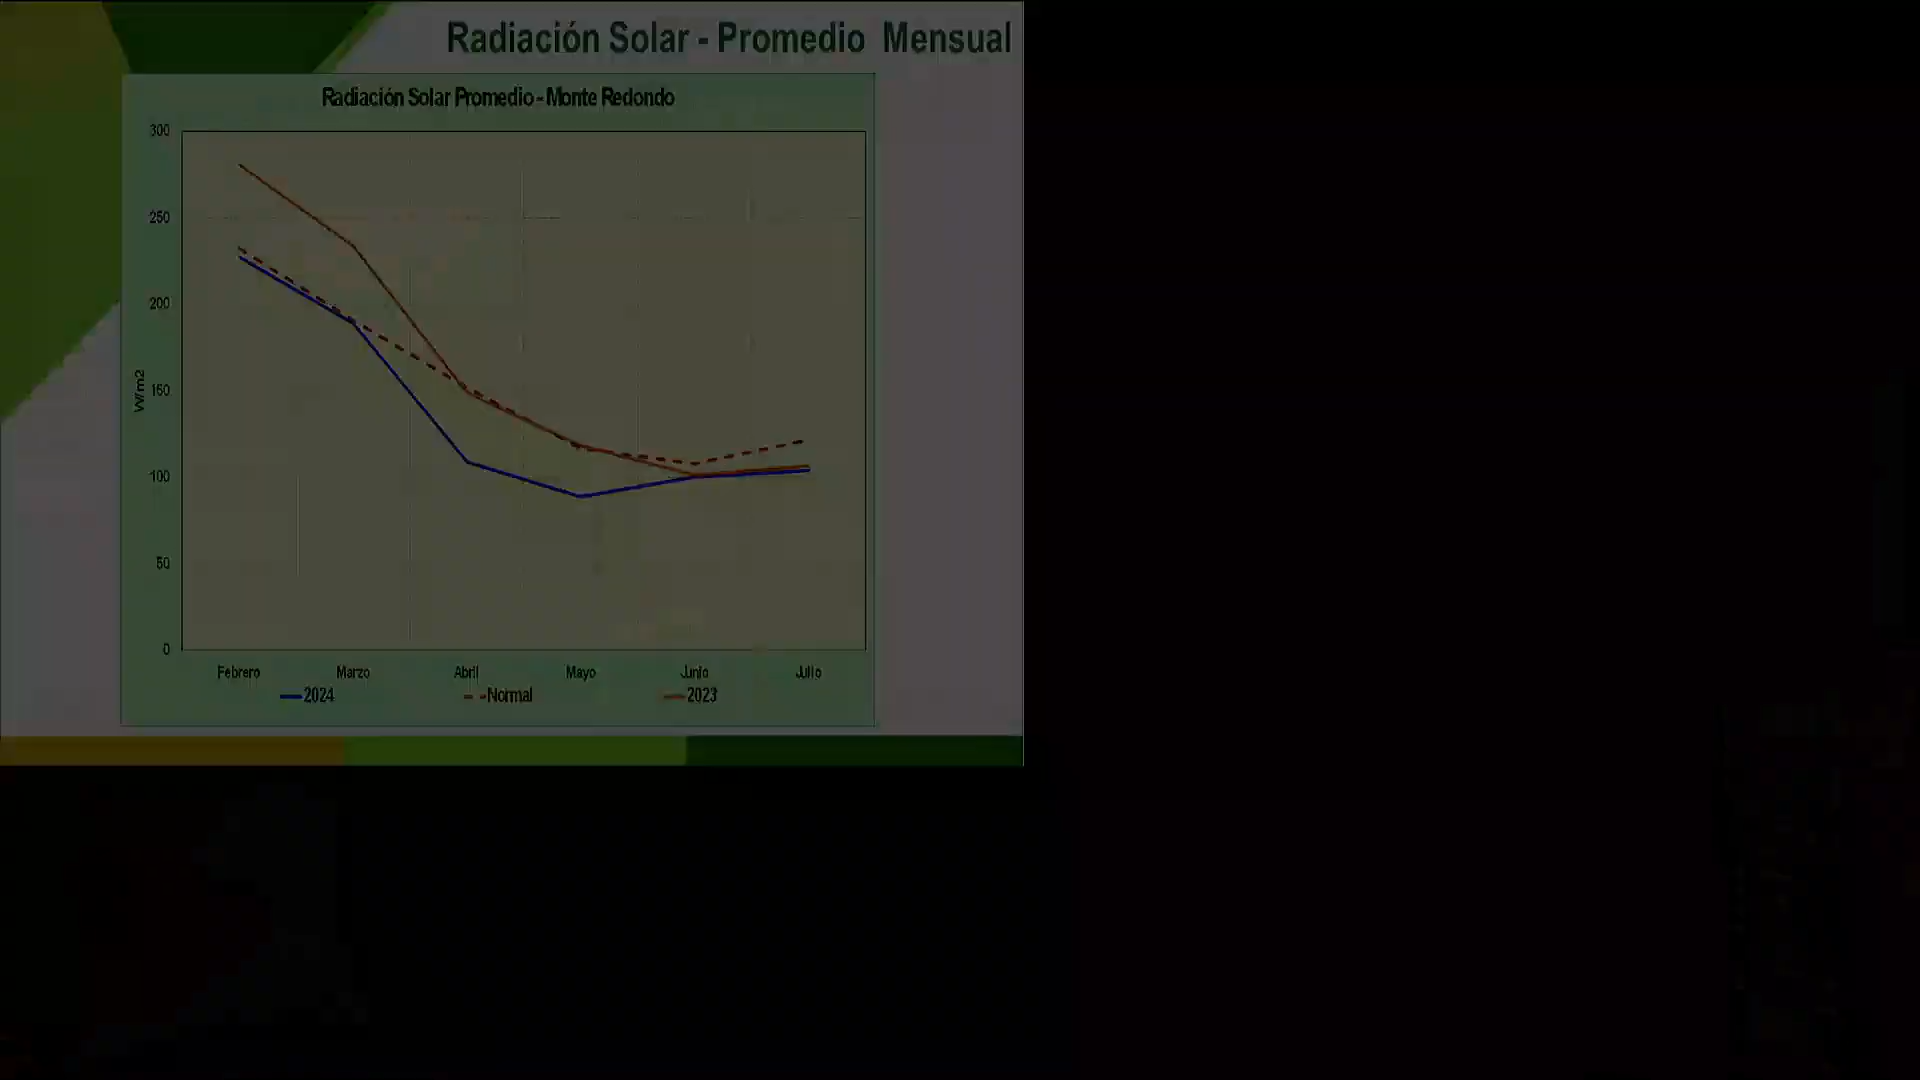 Radiación Solar - Promedio Mensual
Radiación Solar Promedio - Monte Redondo
300
250
200
150
100
50
0
W/m2
Febrero Marzo Abril Mayo Junio Julio
2024 Normal 2023